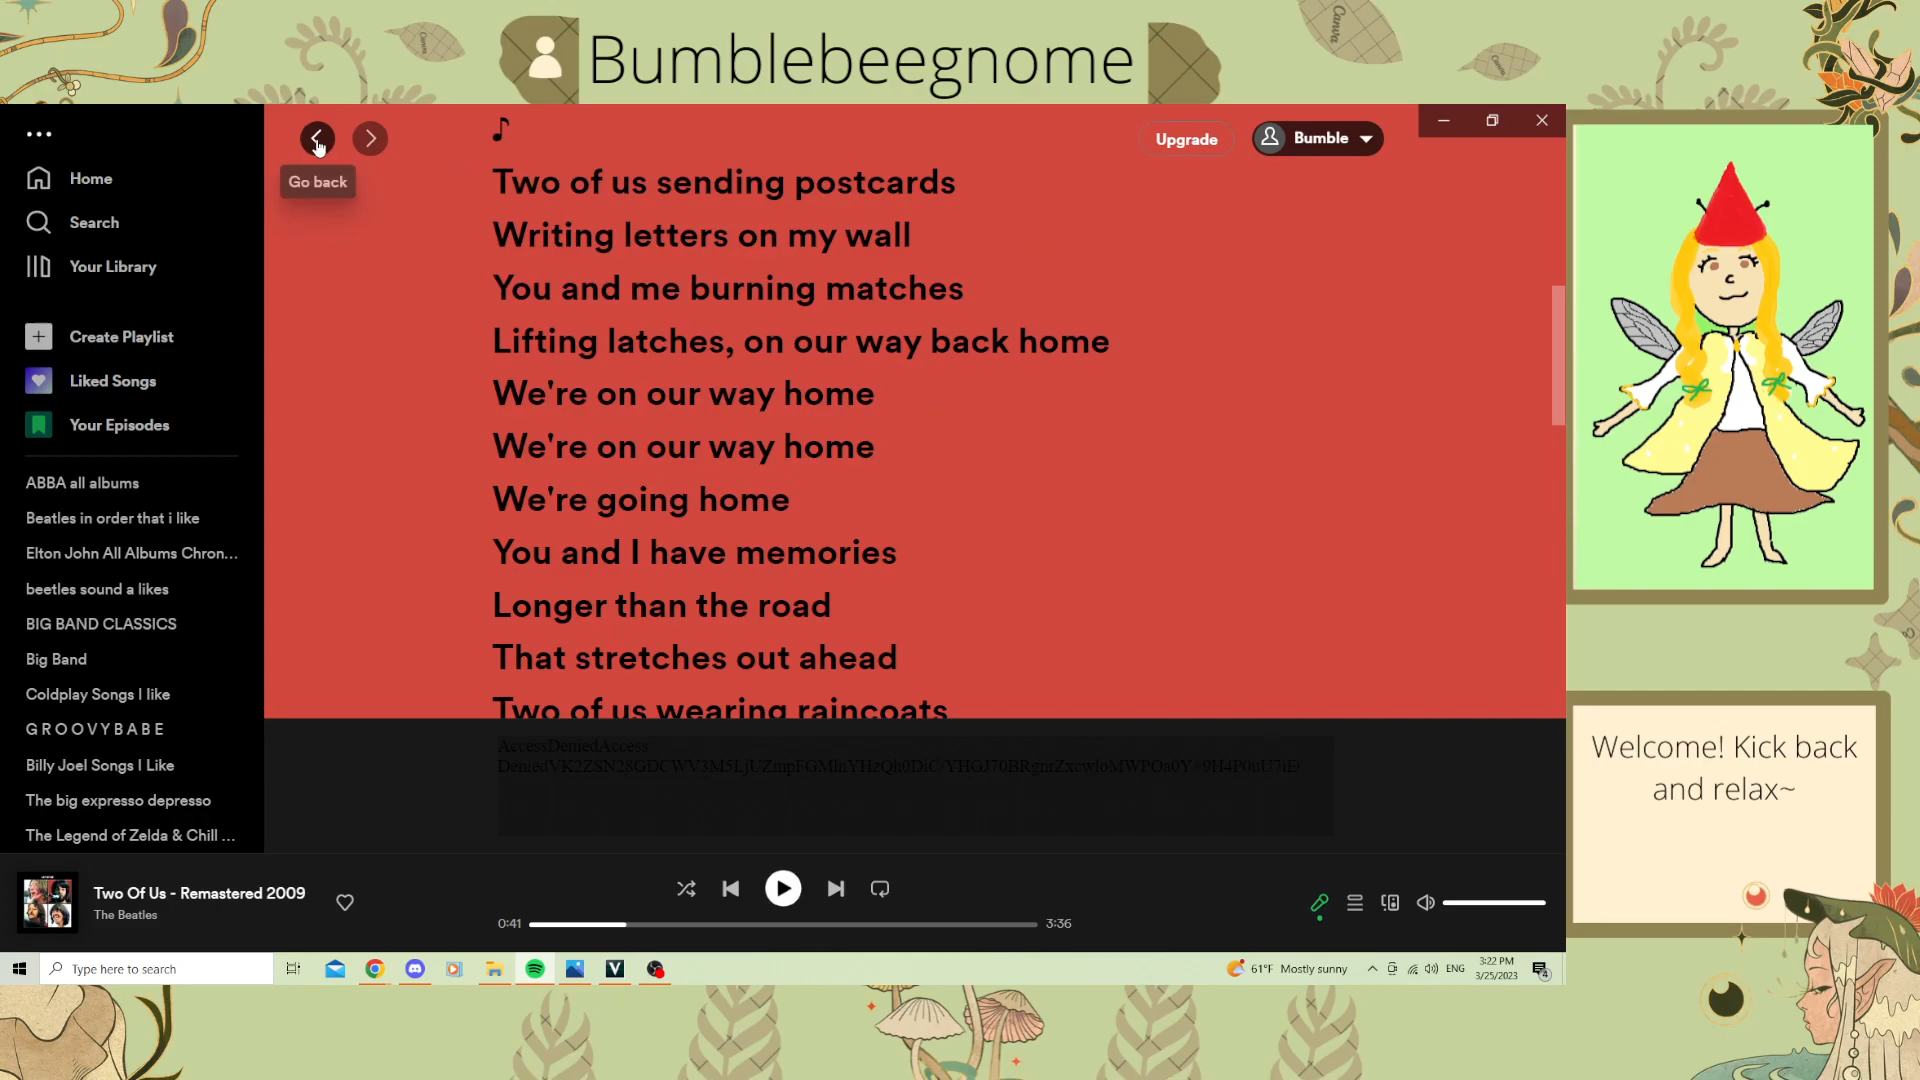 Bumblebeegnome
Canva
Canva
Upgrade
Bumble
Go back
Home
Search
Your Library
Create Playlist
Liked Songs
Your Episodes
ABBA all albums
Beatles in order that i like
Elton John All Albums Chron...
beetles sound a likes
BIG BAND CLASSICS
Big Band
Coldplay Songs I like
G R O O V Y B A B E
Billy Joel Songs I Like
The big expresso depresso
The Legend of Zelda & Chill ...
Two of us sending postcards
Writing letters on my wall
You and me burning matches
Lifting latches, on our way back home
We're on our way home
We're on our way home
We're going home
You and I have memories
Longer than the road
That stretches out ahead
Two of us wearing raincoats
AccessDeniedAccess
Welcome! Kick back
and relax~
Two Of Us - Remastered 2009
The Beatles
0:41
3:36
Type here to search
61°F Mostly sunny
ENG
3:22 PM
3/25/2023
4